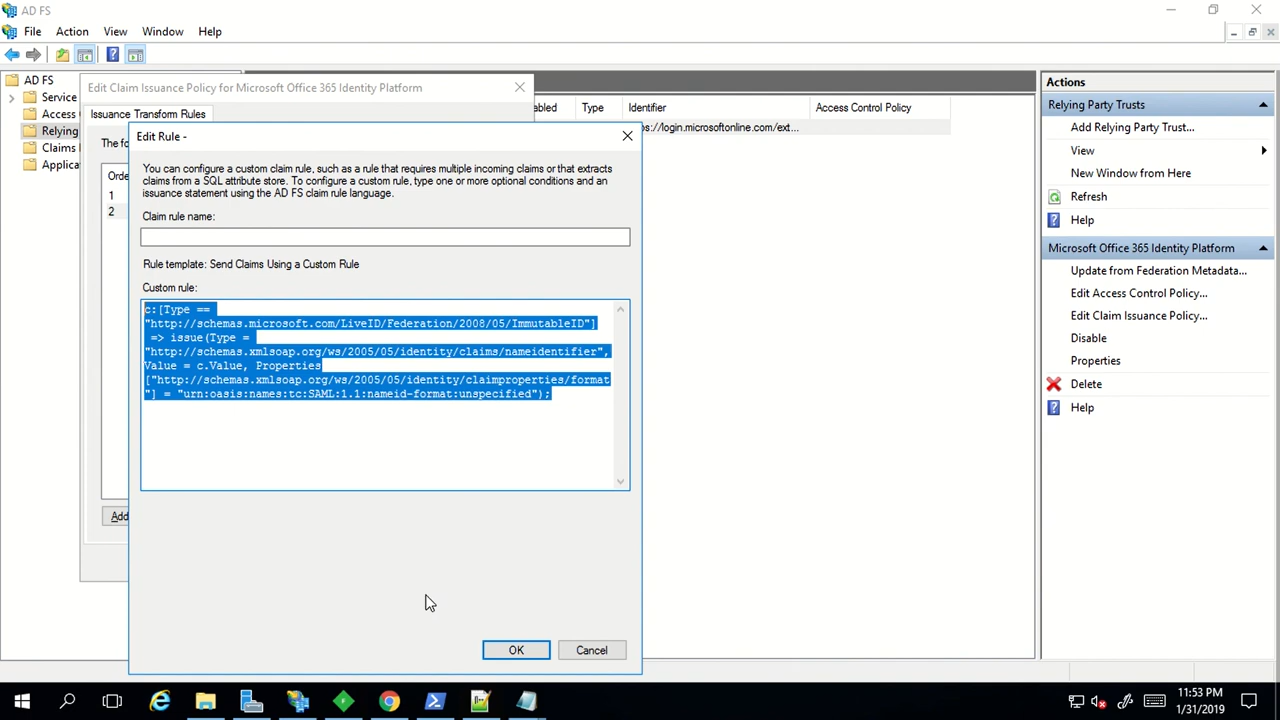 AD FS
File Action View Window Help
AD FS
Service
Access
Relying
Claims
Applica
Edit Claim Issuance Policy for Microsoft Office 365 Identity Platform
Issuance Transform Rules
The fo
Orde
1
2
Add
abled Type Identifier Access Control Policy
ps://login.microsoftonline.com/ext...
Edit Rule -
You can configure a custom claim rule, such as a rule that requires multiple incoming claims or that extracts
claims from a SQL attribute store. To configure a custom rule, type one or more optional conditions and an
issuance statement using the AD FS claim rule language.
Claim rule name:
Rule template: Send Claims Using a Custom Rule
Custom rule:
c:[Type ==
"http://schemas.microsoft.com/LiveID/Federation/2008/05/ImmutableID"]
=> issue(Type =
"http://schemas.xmlsoap.org/ws/2005/05/identity/claims/nameidentifier",
Value = c.Value, Properties
["http://schemas.xmlsoap.org/ws/2005/05/identity/claimproperties/format
"] = "urn:oasis:names:tc:SAML:1.1:nameid-format:unspecified");
OK Cancel
Actions
Relying Party Trusts
Add Relying Party Trust...
View
New Window from Here
Refresh
Help
Microsoft Office 365 Identity Platform
Update from Federation Metadata...
Edit Access Control Policy...
Edit Claim Issuance Policy...
Disable
Properties
Delete
Help
11:53 PM
1/31/2019